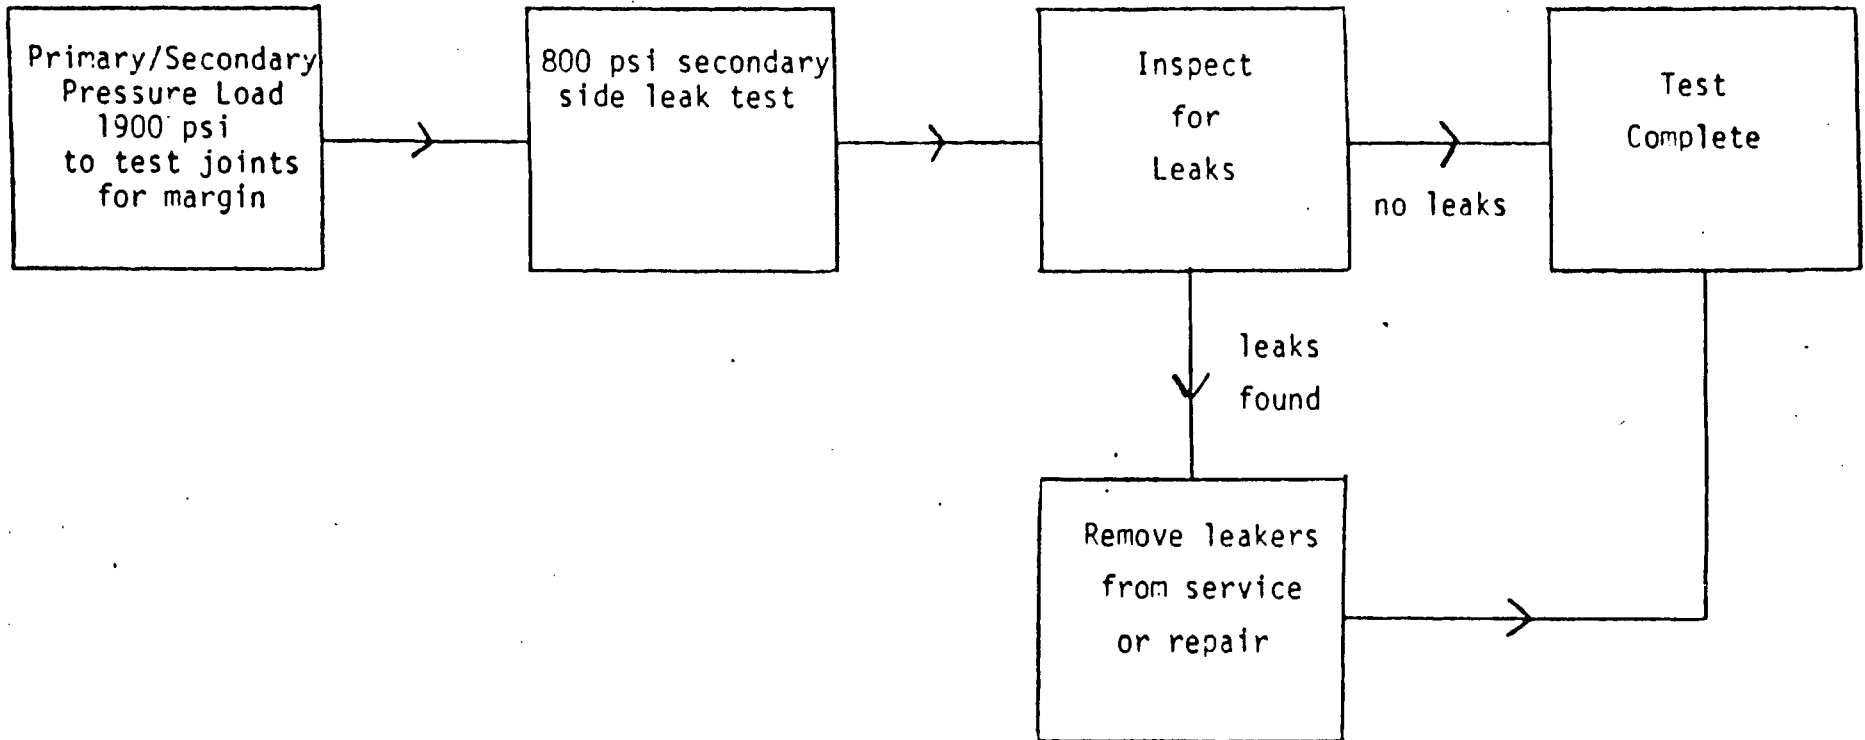 Primary/Secondary
Pressure Load
1900 psi
to test joints
for margin
800 psi secondary
side leak test
Inspect
for
Leaks
no leaks
Test
Complete
leaks
found
Remove leakers
from service
or repair